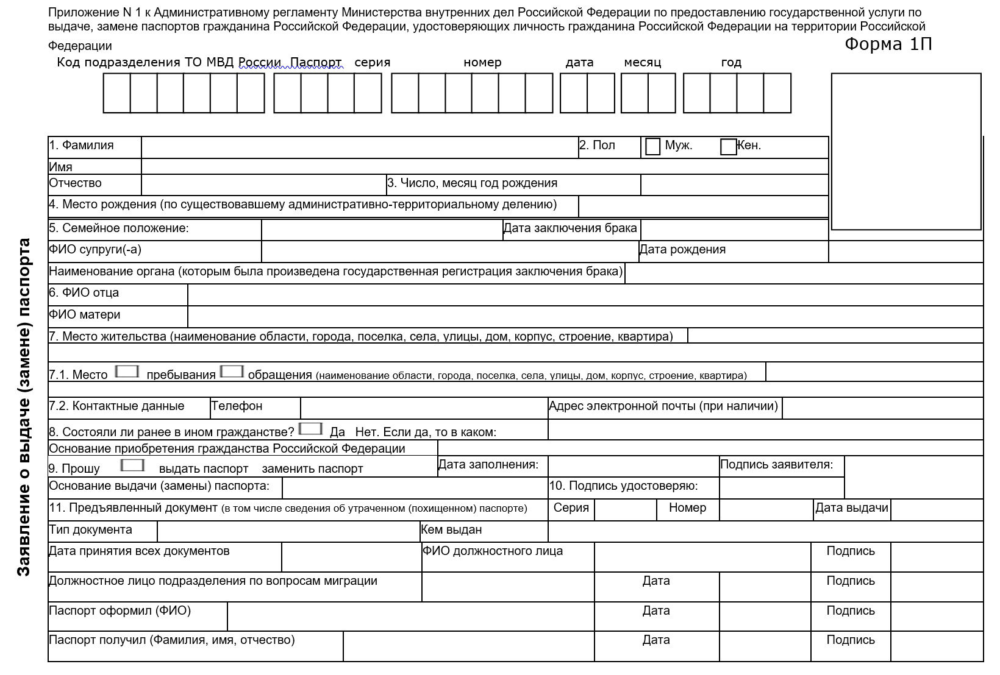 Приложение N 1 к Административному регламенту Министерства внутренних дел Российской Федерации по предоставлению государственной услуги по
выдаче, замене паспортов гражданина Российской Федерации, удостоверяющих личность гражданина Российской Федерации на территории Российской
Федерации
Форма 1П
Код подразделения ТО МВД России Паспорт серия номер дата месяц год
Заявление о выдаче (замене) паспорта
1. Фамилия 2. Пол Муж. Жен.
Имя
Отчество 3. Число, месяц год рождения
4. Место рождения (по существовавшему административно-территориальному делению)
5. Семейное положение: Дата заключения брака
ФИО супруги(-а) Дата рождения
Наименование органа (которым была произведена государственная регистрация заключения брака)
6. ФИО отца
ФИО матери
7. Место жительства (наименование области, города, поселка, села, улицы, дом, корпус, строение, квартира)
7.1. Место пребывания обращения (наименование области, города, поселка, села, улицы, дом, корпус, строение, квартира)
7.2. Контактные данные Телефон Адрес электронной почты (при наличии)
8. Состояли ли ранее в ином гражданстве? Да Нет. Если да, то в каком:
Основание приобретения гражданства Российской Федерации
9. Прошу выдать паспорт заменить паспорт Дата заполнения: Подпись заявителя:
Основание выдачи (замены) паспорта: 10. Подпись удостоверяю:
11. Предъявленный документ (в том числе сведения об утраченном (похищенном) паспорте) Серия Номер Дата выдачи
Тип документа Кем выдан
Дата принятия всех документов ФИО должностного лица Подпись
Должностное лицо подразделения по вопросам миграции Дата Подпись
Паспорт оформил (ФИО) Дата Подпись
Паспорт получил (Фамилия, имя, отчество) Дата Подпись